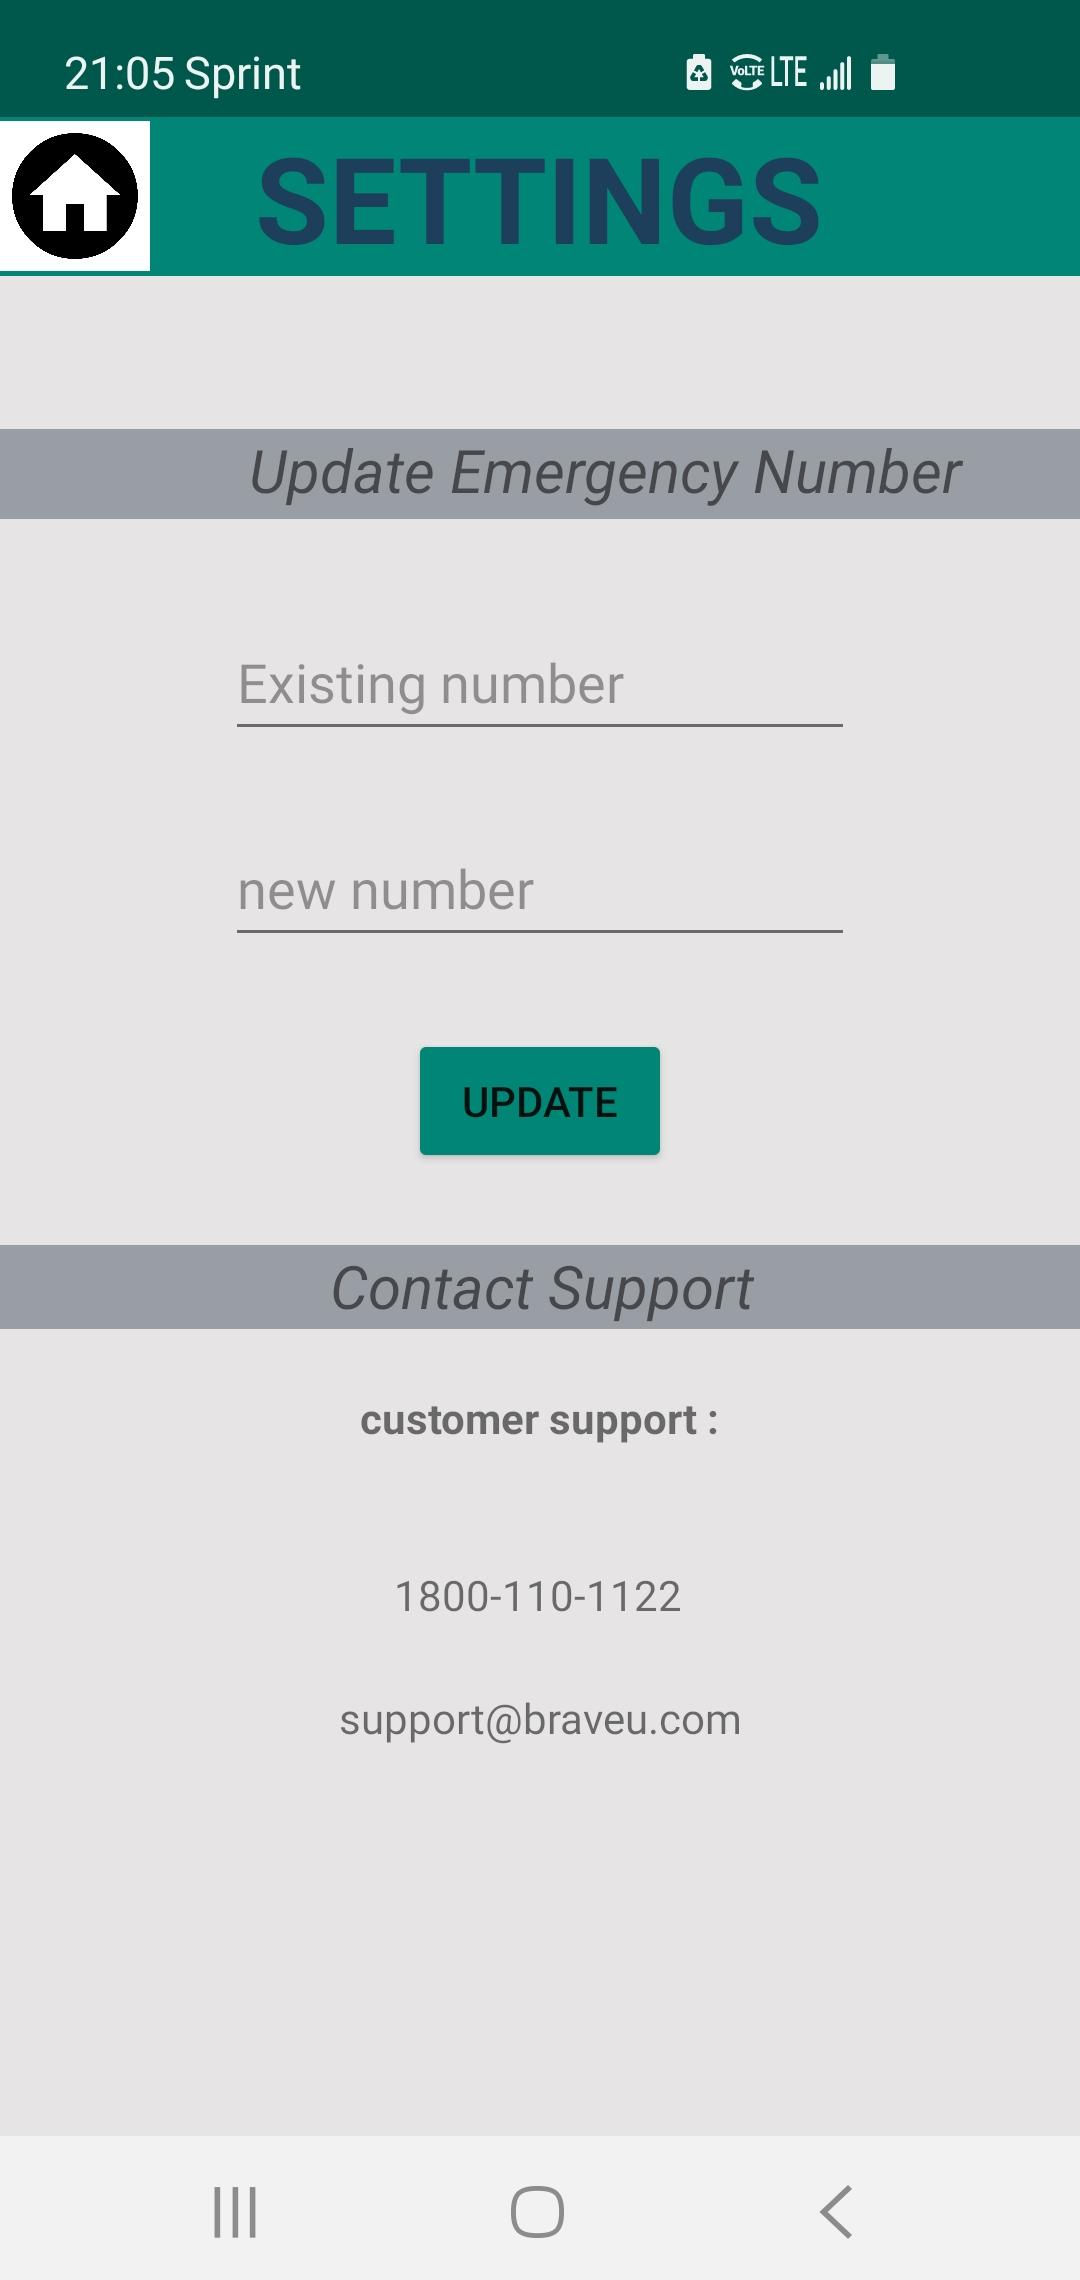 21:05 Sprint VoLTE LTE
SETTINGS
Update Emergency Number
Existing number
new number
UPDATE
Contact Support
customer support :
1800-110-1122
support@braveu.com